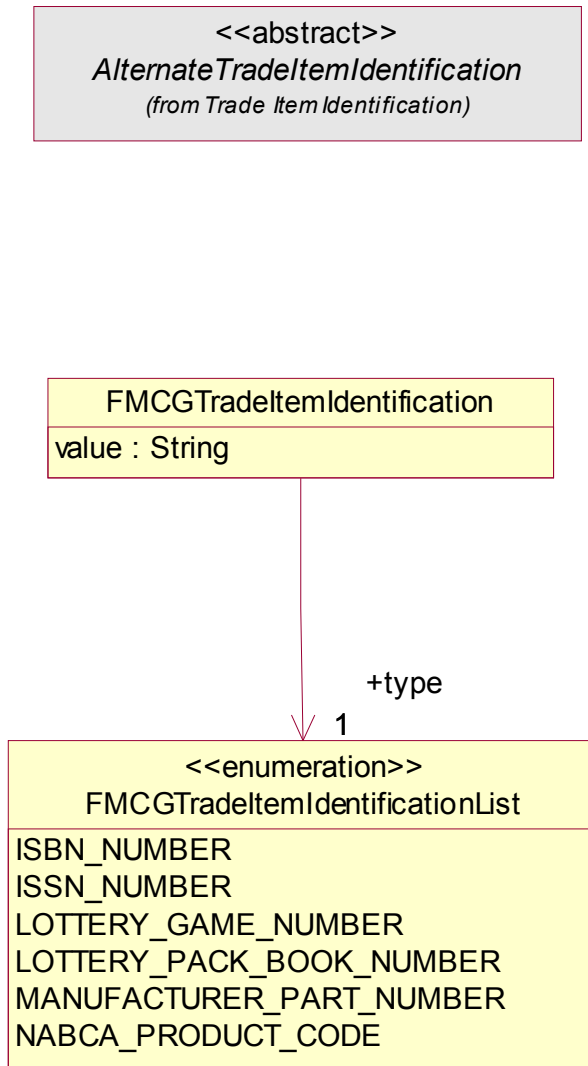 <<abstract>>
AlternateTradeItemIdentification
(from Trade Item Identification)
FMCGTradeItemIdentification
value : String
+type
1
<<enumeration>>
FMCGTradeItemIdentificationList
ISBN_NUMBER
ISSN_NUMBER
LOTTERY_GAME_NUMBER
LOTTERY_PACK_BOOK_NUMBER
MANUFACTURER_PART_NUMBER
NABCA_PRODUCT_CODE